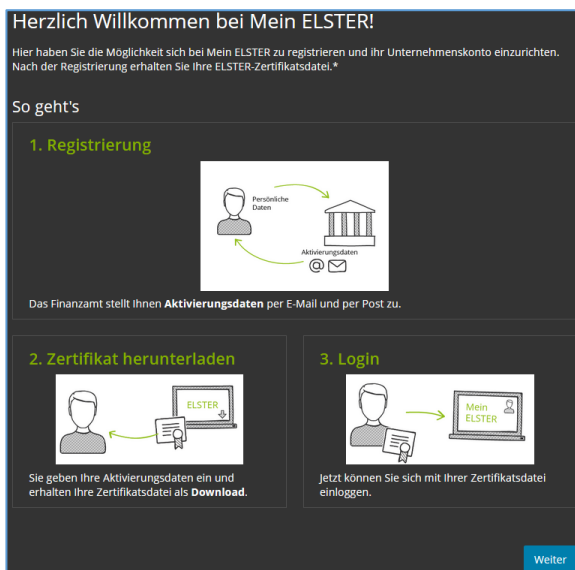 Herzlich Willkommen bei Mein ELSTER!
Hier haben Sie die Möglichkeit sich bei Mein ELSTER zu registrieren und ihr Unternehmenskonto einzurichten.
Nach der Registrierung erhalten Sie Ihre ELSTER-Zertifikatsdatei.*
So geht's
1. Registrierung
Persönliche
Daten
Aktivierungsdaten
@
Das Finanzamt stellt Ihnen Aktivierungsdaten per E-Mail und per Post zu.
2. Zertifikat herunterladen
ELSTER
Sie geben Ihre Aktivierungsdaten ein und
erhalten Ihre Zertifikatsdatei als Download.
3. Login
Mein
ELSTER
Jetzt können Sie sich mit Ihrer Zertifikatsdatei
einloggen.
Weiter